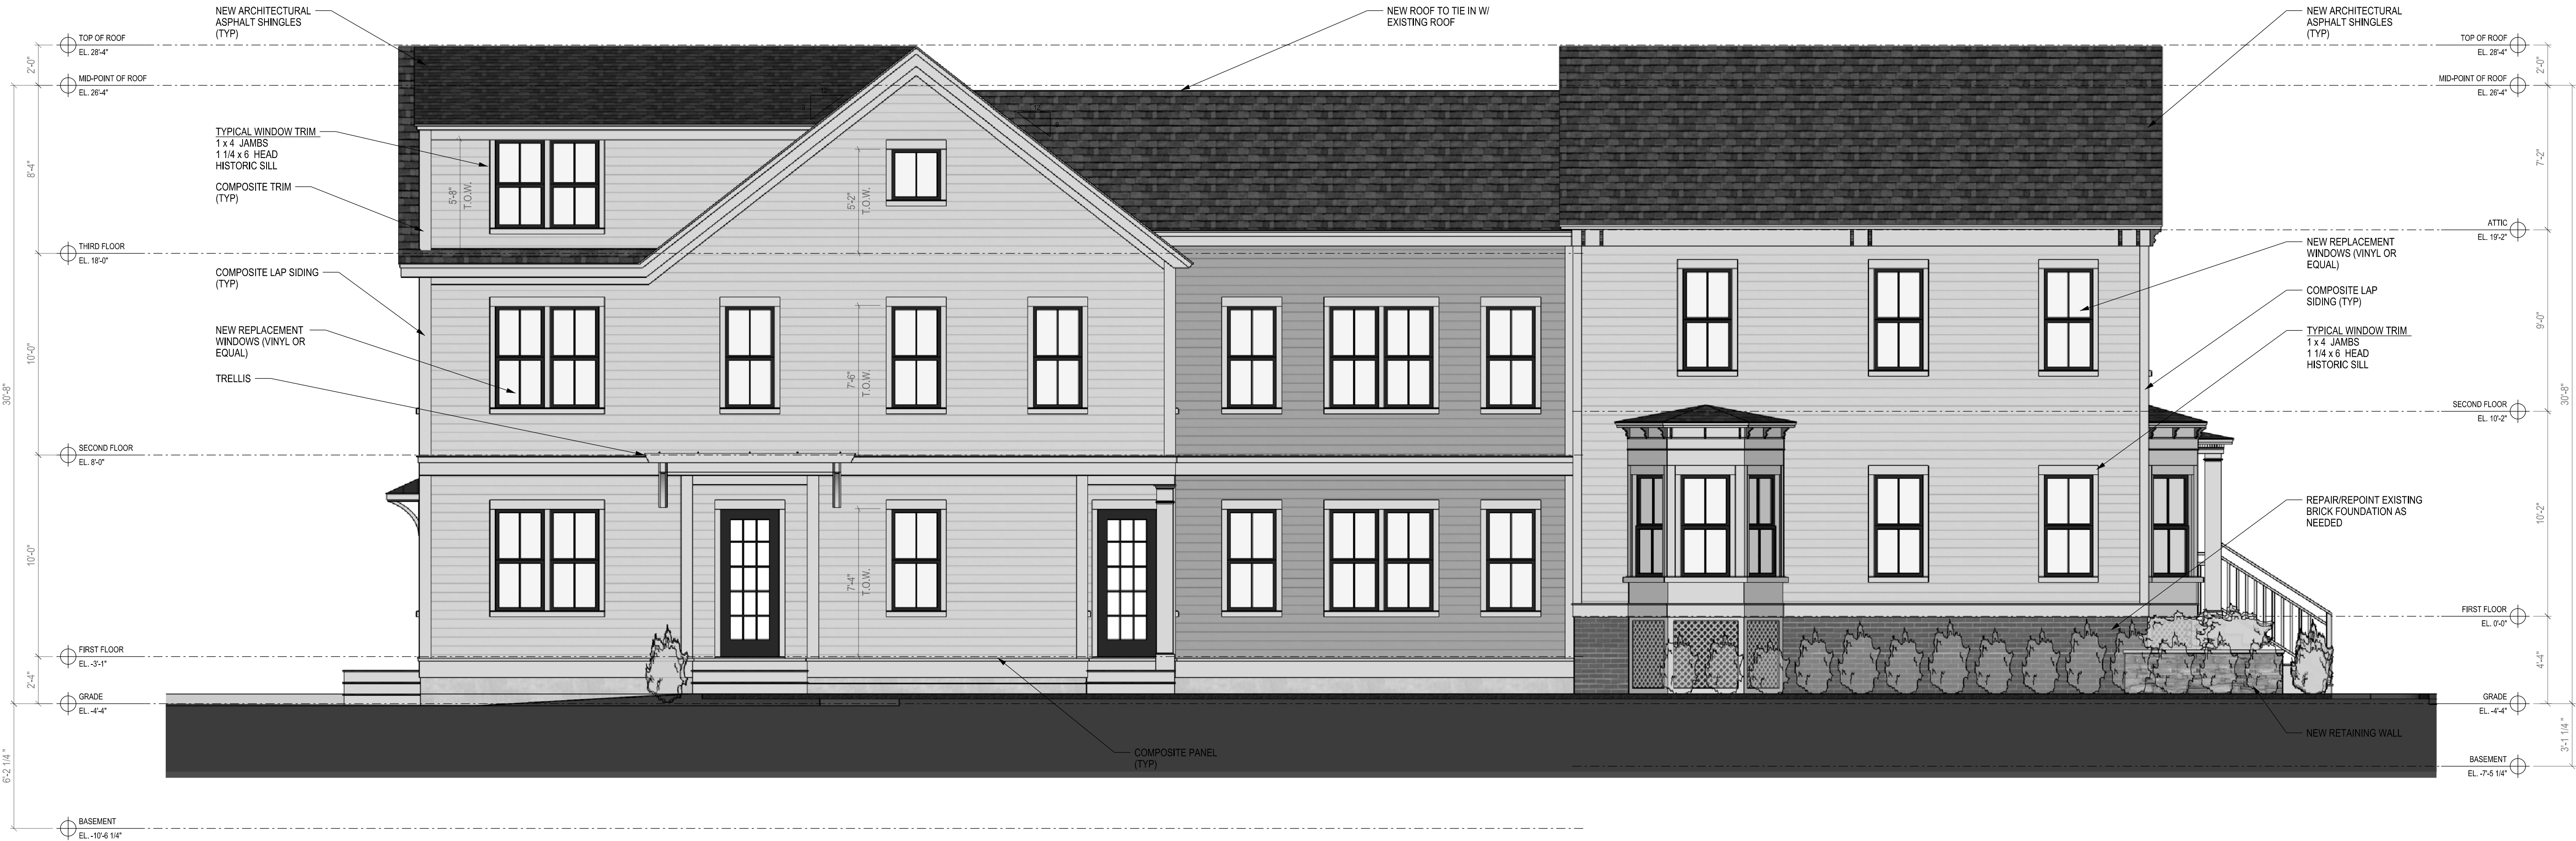 NEW ARCHITECTURAL
ASPHALT SHINGLES
(TYP)
NEW ROOF TO TIE IN W/
EXISTING ROOF
NEW ARCHITECTURAL
ASPHALT SHINGLES
(TYP)
TOP OF ROOF
EL. 28'-4"
2'-0"
MID-POINT OF ROOF
EL. 26'-4"
TYPICAL WINDOW TRIM
1 x 4 JAMBS
1 1/4 x 6 HEAD
HISTORIC SILL
8'-4"
COMPOSITE TRIM
(TYP)
THIRD FLOOR
EL. 18'-0"
COMPOSITE LAP SIDING
(TYP)
NEW REPLACEMENT
WINDOWS (VINYL OR
EQUAL)
10'-0"
30'-8"
TRELLIS
SECOND FLOOR
EL. 8'-0"
10'-0"
FIRST FLOOR
EL. -3'-1"
2'-4"
GRADE
EL. -4'-4"
6'-2 1/4"
BASEMENT
EL. -10'-6 1/4"
5'-8"
T.O.W.
5'-2"
T.O.W.
7'-6"
T.O.W.
7'-4"
T.O.W.
12"
12"
COMPOSITE PANEL
(TYP)
TOP OF ROOF
EL. 28'-4"
2'-0"
MID-POINT OF ROOF
EL. 26'-4"
7'-2"
ATTIC
EL. 19'-2"
NEW REPLACEMENT
WINDOWS (VINYL OR
EQUAL)
COMPOSITE LAP
SIDING (TYP)
9'-0"
TYPICAL WINDOW TRIM
1 x 4 JAMBS
1 1/4 x 6 HEAD
HISTORIC SILL
30'-8"
SECOND FLOOR
EL. 10'-2"
REPAIR/REPOINT EXISTING
BRICK FOUNDATION AS
NEEDED
10'-2"
FIRST FLOOR
EL. 0'-0"
4'-4"
GRADE
EL. -4'-4"
NEW RETAINING WALL
3'-1 1/4"
BASEMENT
EL. -7'-5 1/4"